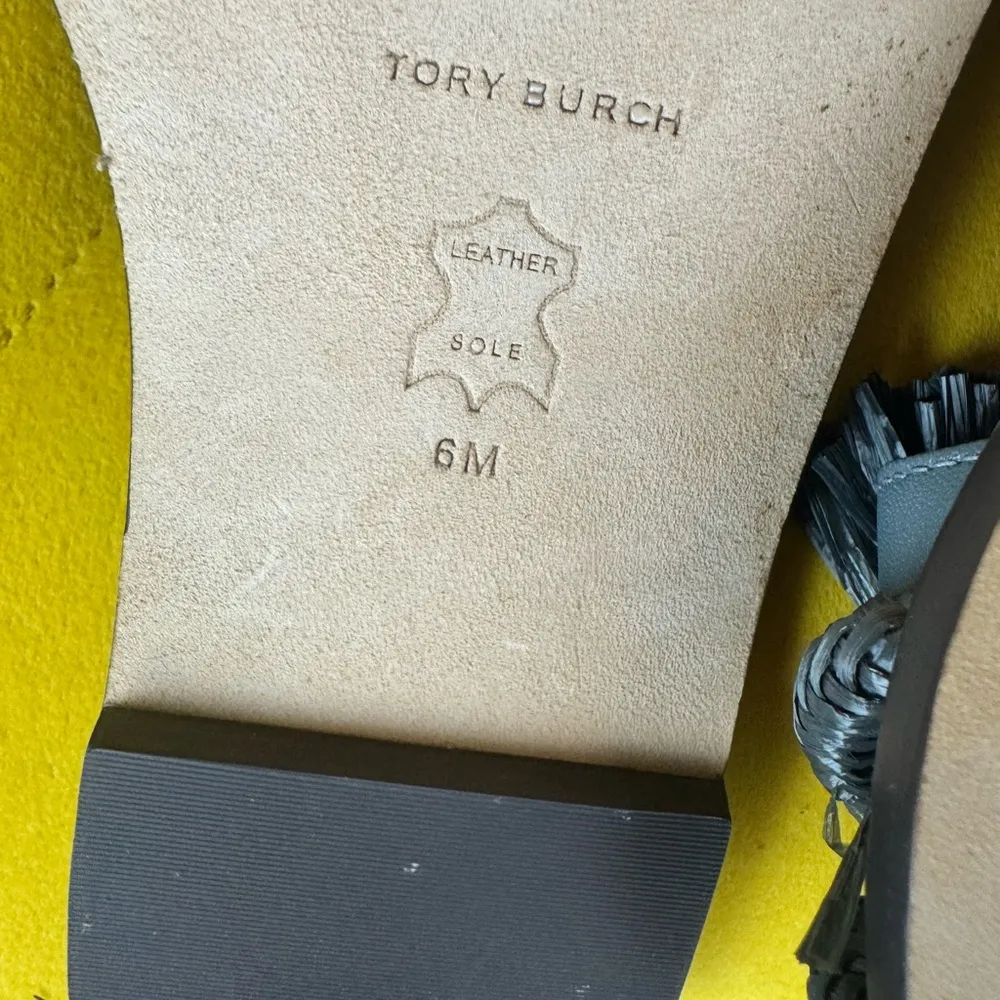 TORY BURCH
LEATHER
SOLE
6M